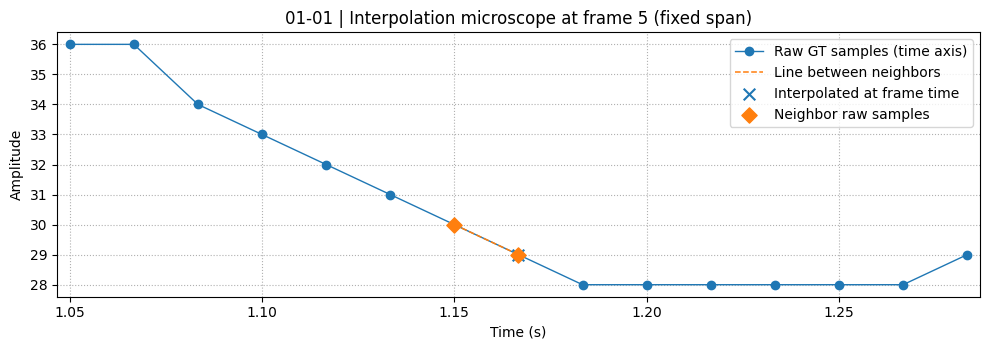 01-01 | Interpolation microscope at frame 5 (fixed span)
Raw GT samples (time axis)
Line between neighbors
Interpolated at frame time
Neighbor raw samples
Amplitude
36
35
34
33
32
31
30
29
28
1.05
1.10
1.15
1.20
1.25
Time (s)